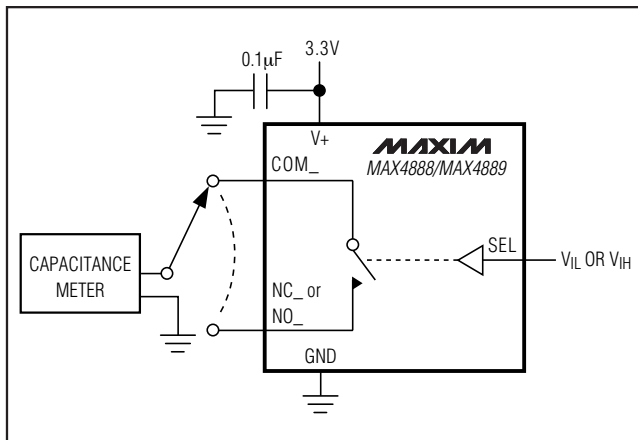 3.3V
0.1μF
V+
MAXIM
MAX4888/MAX4889
COM_
SEL
VIL OR VIH
CAPACITANCE
METER
NC_ or
NO_
GND